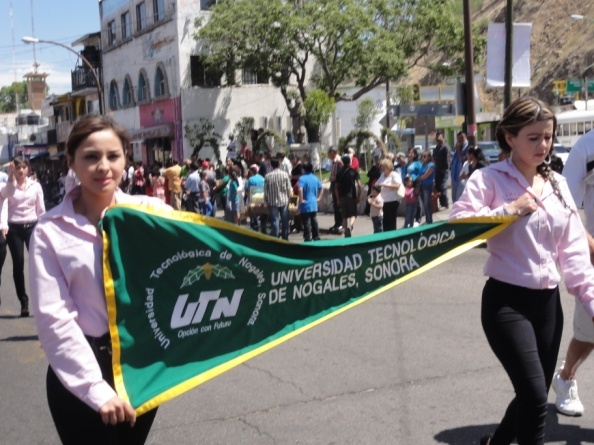 Universidad Tecnológica de Nogales, Sonora
UTN
Opción con Futuro
UNIVERSIDAD TECNOLÓGICA
DE NOGALES, SONORA